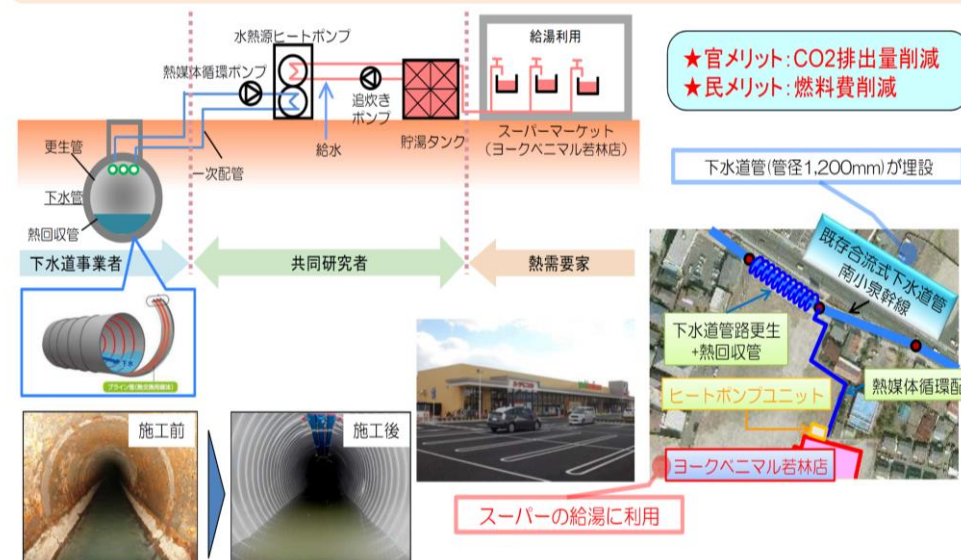 水熱源ヒートポンプ
熱媒体循環ポンプ
追炊き
ポンプ
給湯利用
更生管
下水管
熱回収管
一次配管
給水
貯湯タンク
スーパーマーケット
(ヨークベニマル若林店)
下水道事業者
共同研究者
熱需要家
★官メリット:CO2排出量削減
★民メリット:燃料費削減
下水道管(管径1,200mm)が埋設
既存合流式下水道管
南小泉幹線
下水道管路更生
+熱回収管
ヒートポンプユニット
熱媒体循環配
ヨークベニマル若林店
スーパーの給湯に利用
施工前
施工後